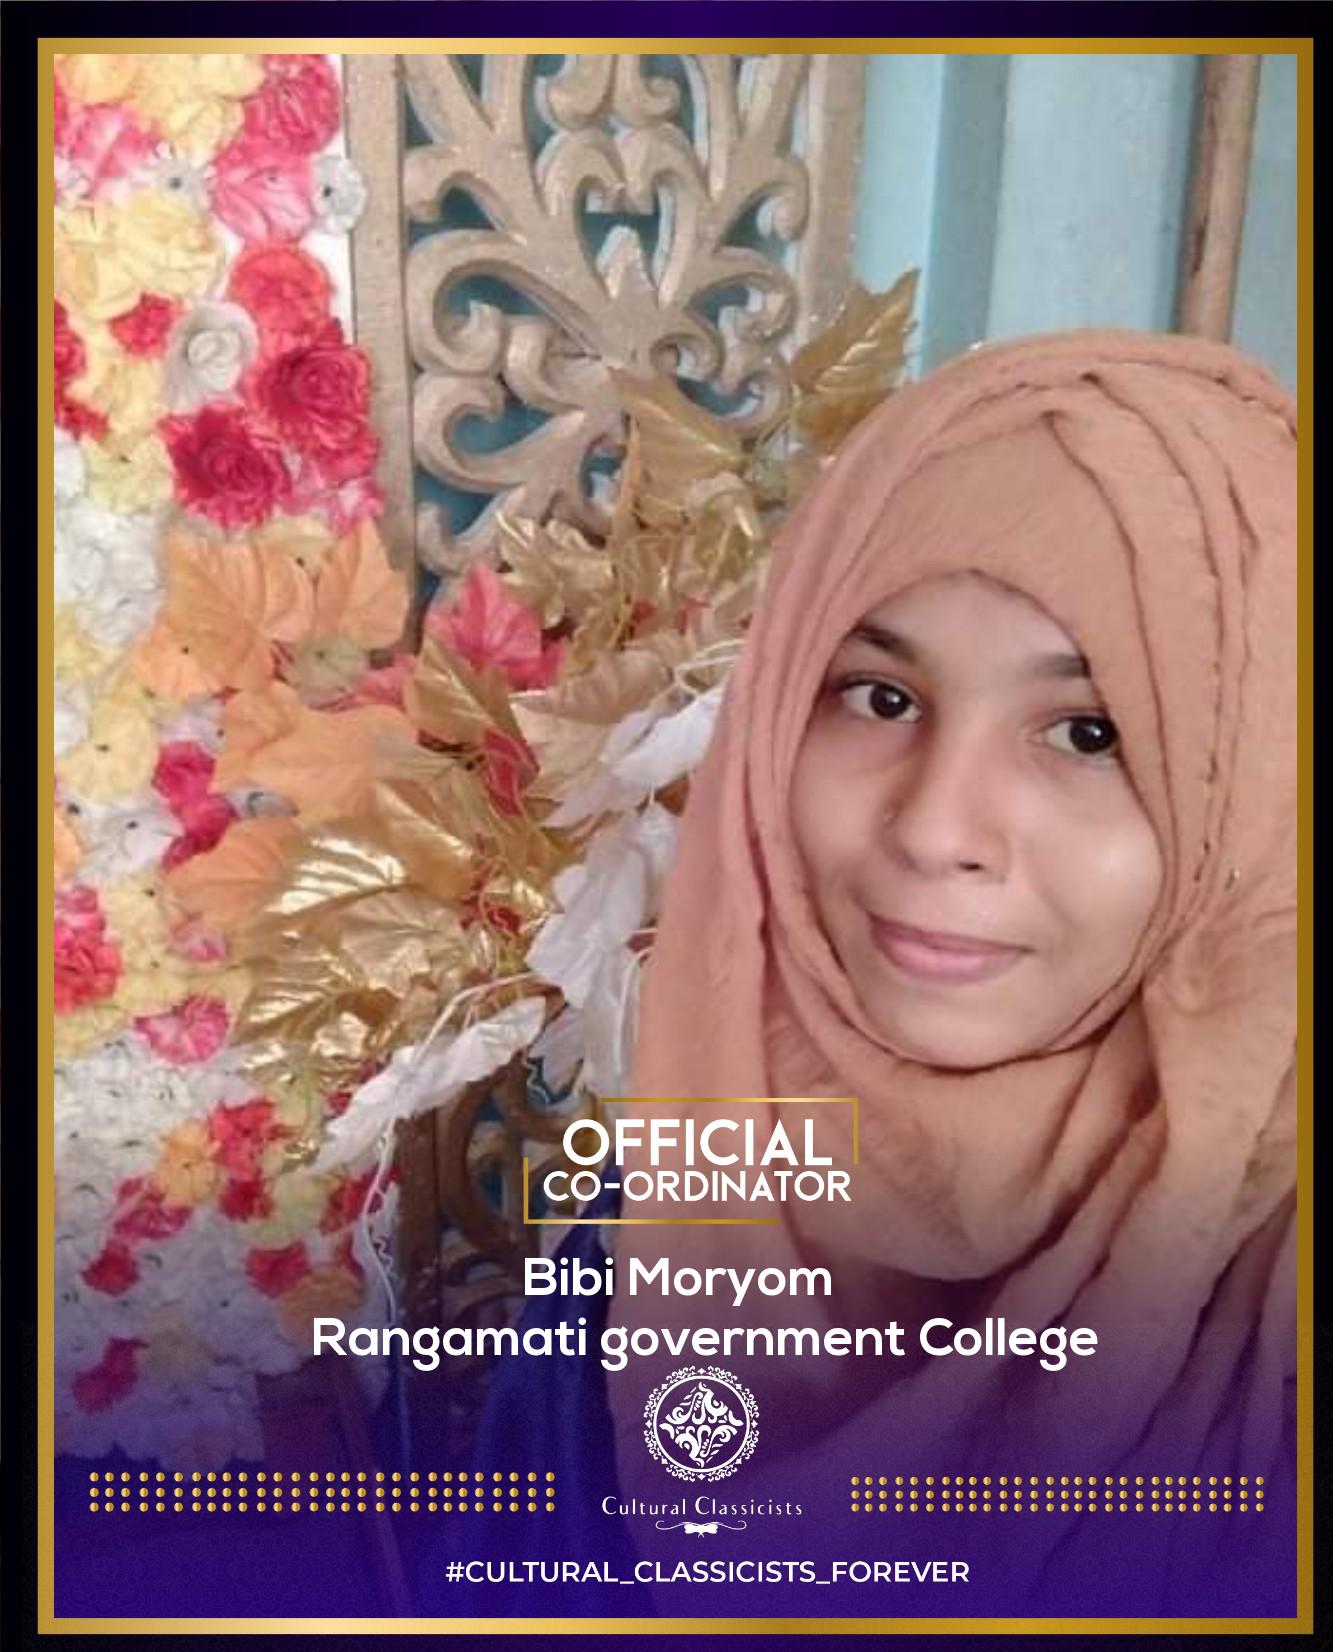 OFFICIAL
CO-ORDINATOR
Bibi Moryom
Rangamati government College
Cultural Classicists
#CULTURAL_CLASSICISTS_FOREVER